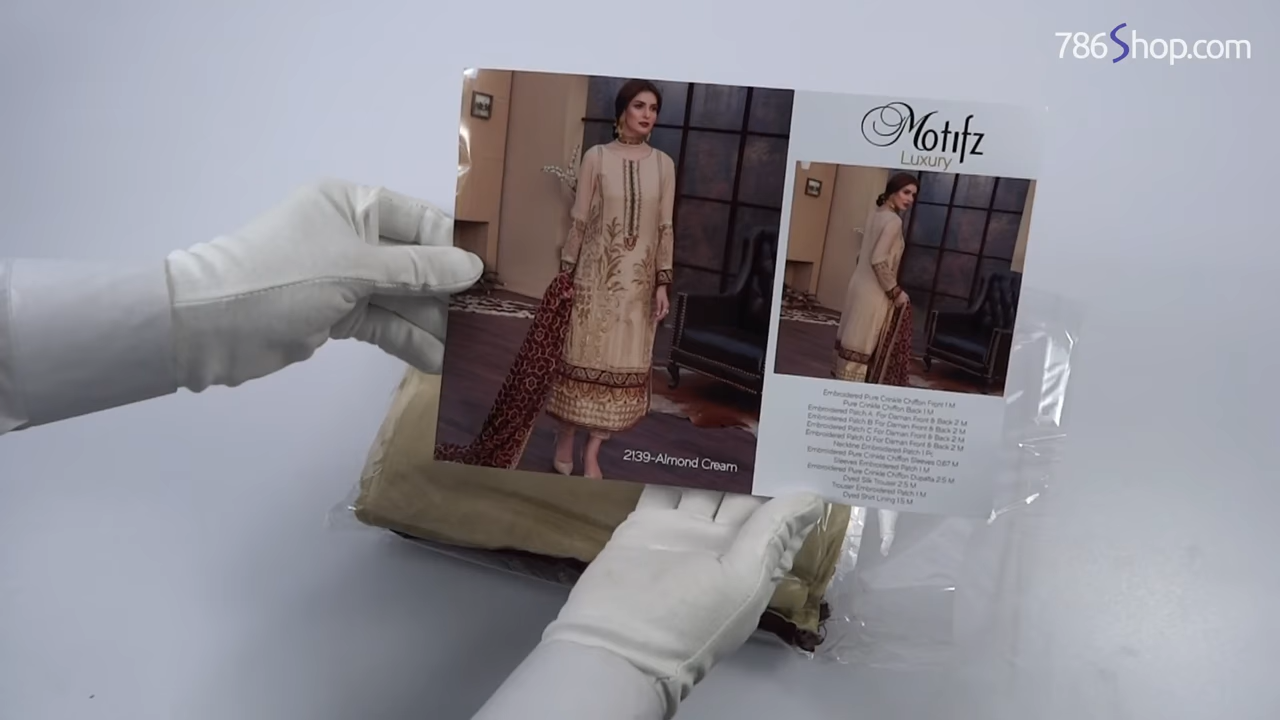 786Shop.com
Motifz
Luxury
2139-Almond Cream
Embroidered Pure Crinkle Chiffon Front 1 M
Pure Crinkle Chiffon Back 1 M
Embroidered Patch A For Daman Front & Back 2 M
Embroidered Patch B For Daman Front & Back 2 M
Embroidered Patch C For Daman Front & Back 2 M
Embroidered Patch D For Daman Front & Back 2 M
Neckline Embroidered Patch 1 Pc
Embroidered Pure Crinkle Chiffon Sleeves 0.67 M
Sleeves Embroidered Patch 1 M
Embroidered Pure Crinkle Chiffon Dupatta 2.5 M
Dyed Silk Trouser 2.5 M
Trouser Embroidered Patch 1 M
Dyed Shirt Lining 1.5 M